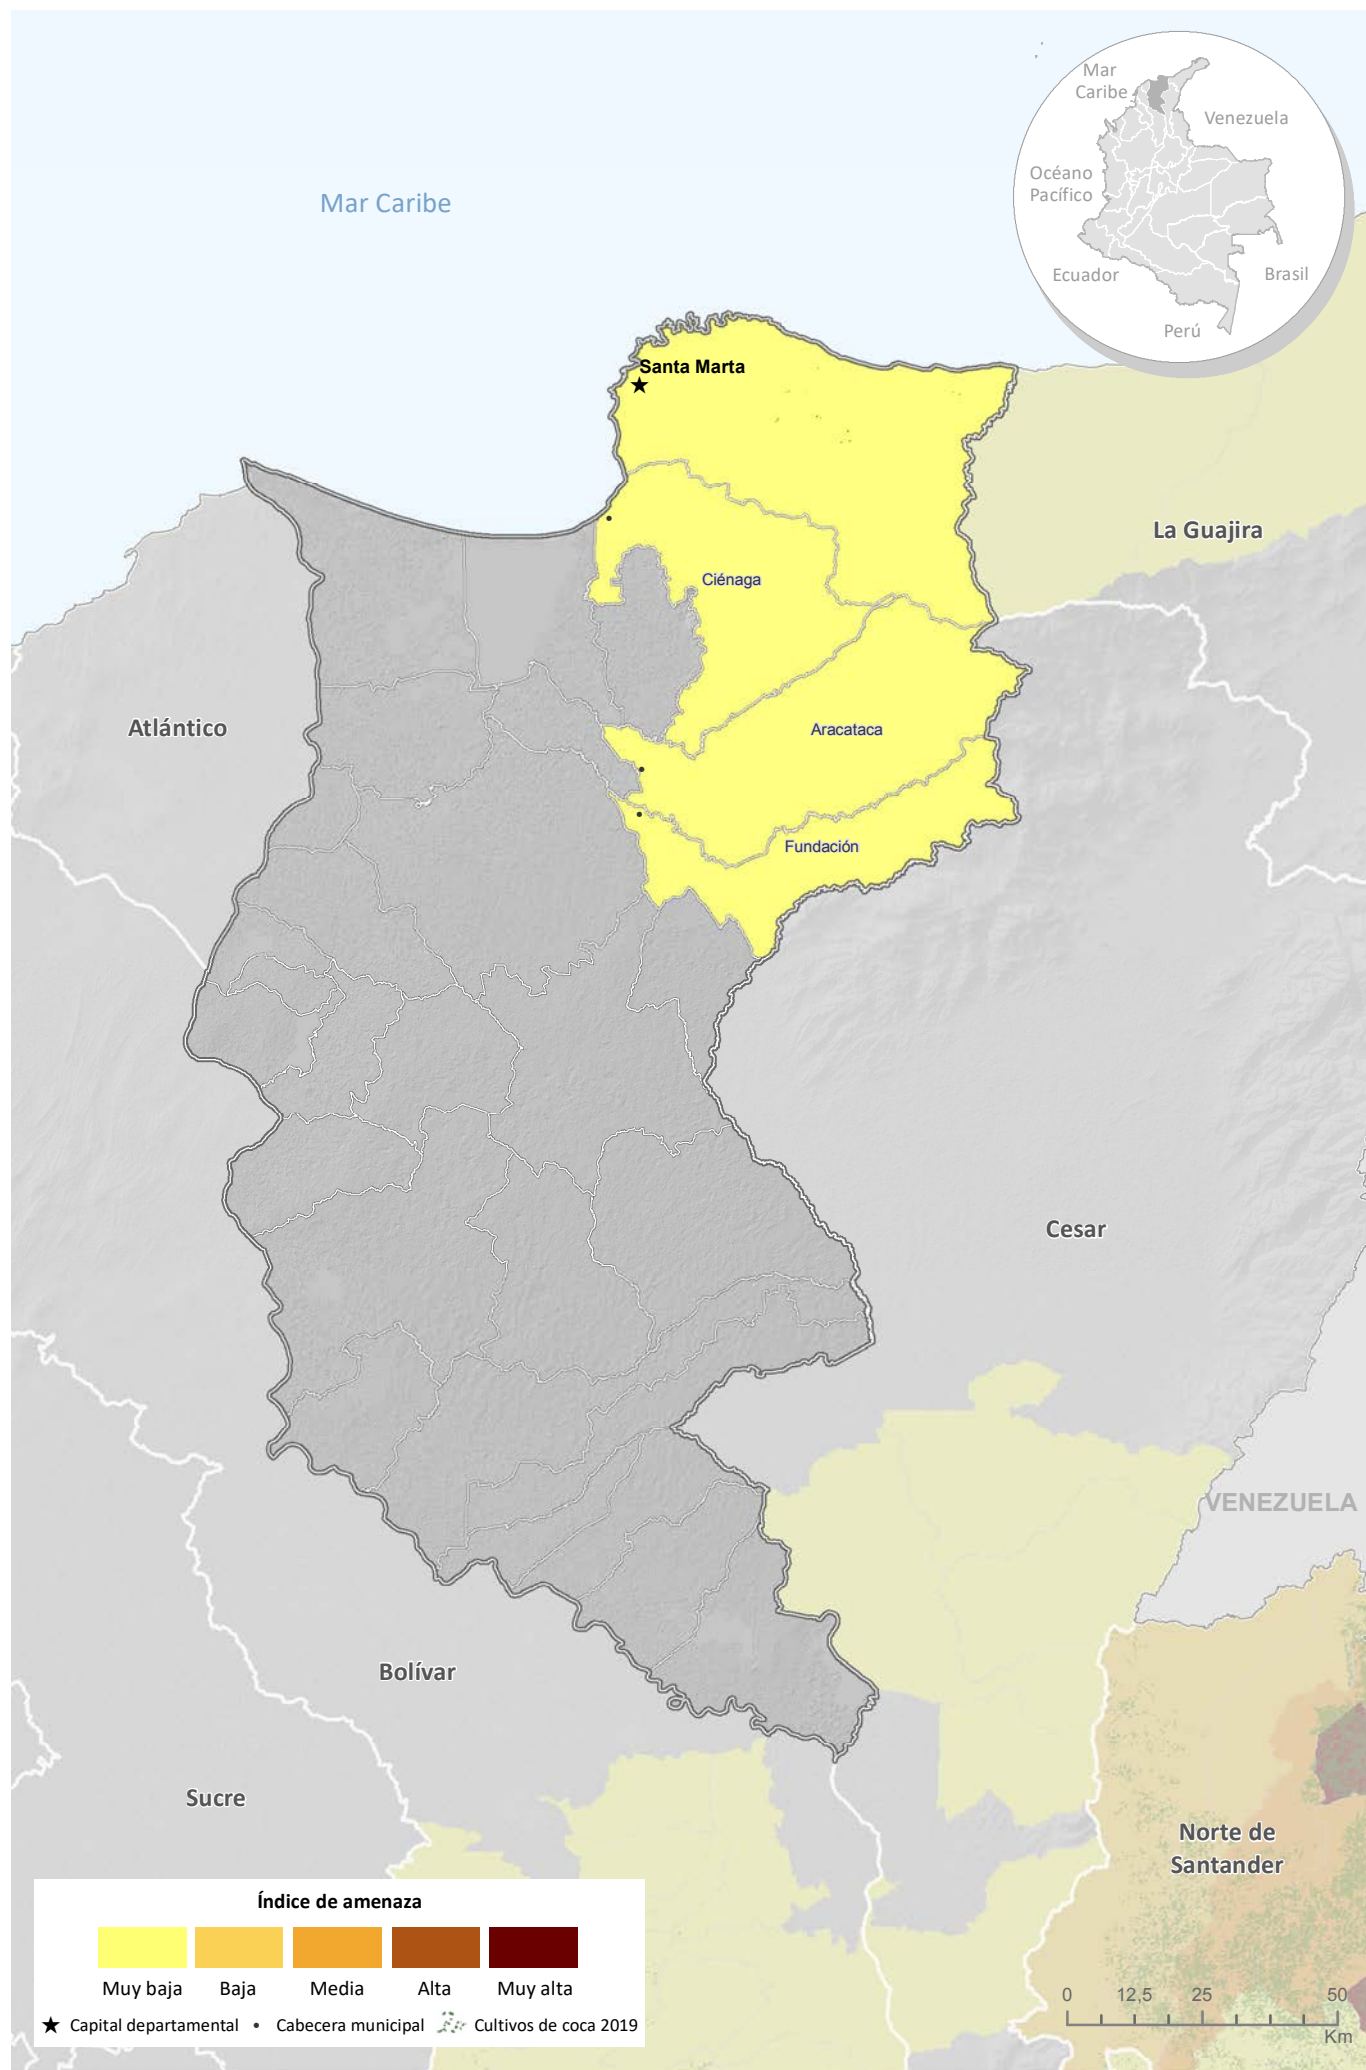 Mar
Caribe
Venezuela
Océano
Pacífico
Ecuador
Brasil
Perú
Mar Caribe
Santa Marta
La Guajira
Ciénaga
Atlántico
Aracataca
Fundación
Cesar
VENEZUELA
Bolívar
Sucre
Norte de
Santander
Índice de amenaza
Muy baja
Baja
Media
Alta
Muy alta
Capital departamental
Cabecera municipal
Cultivos de coca 2019
0
12,5
25
50
Km